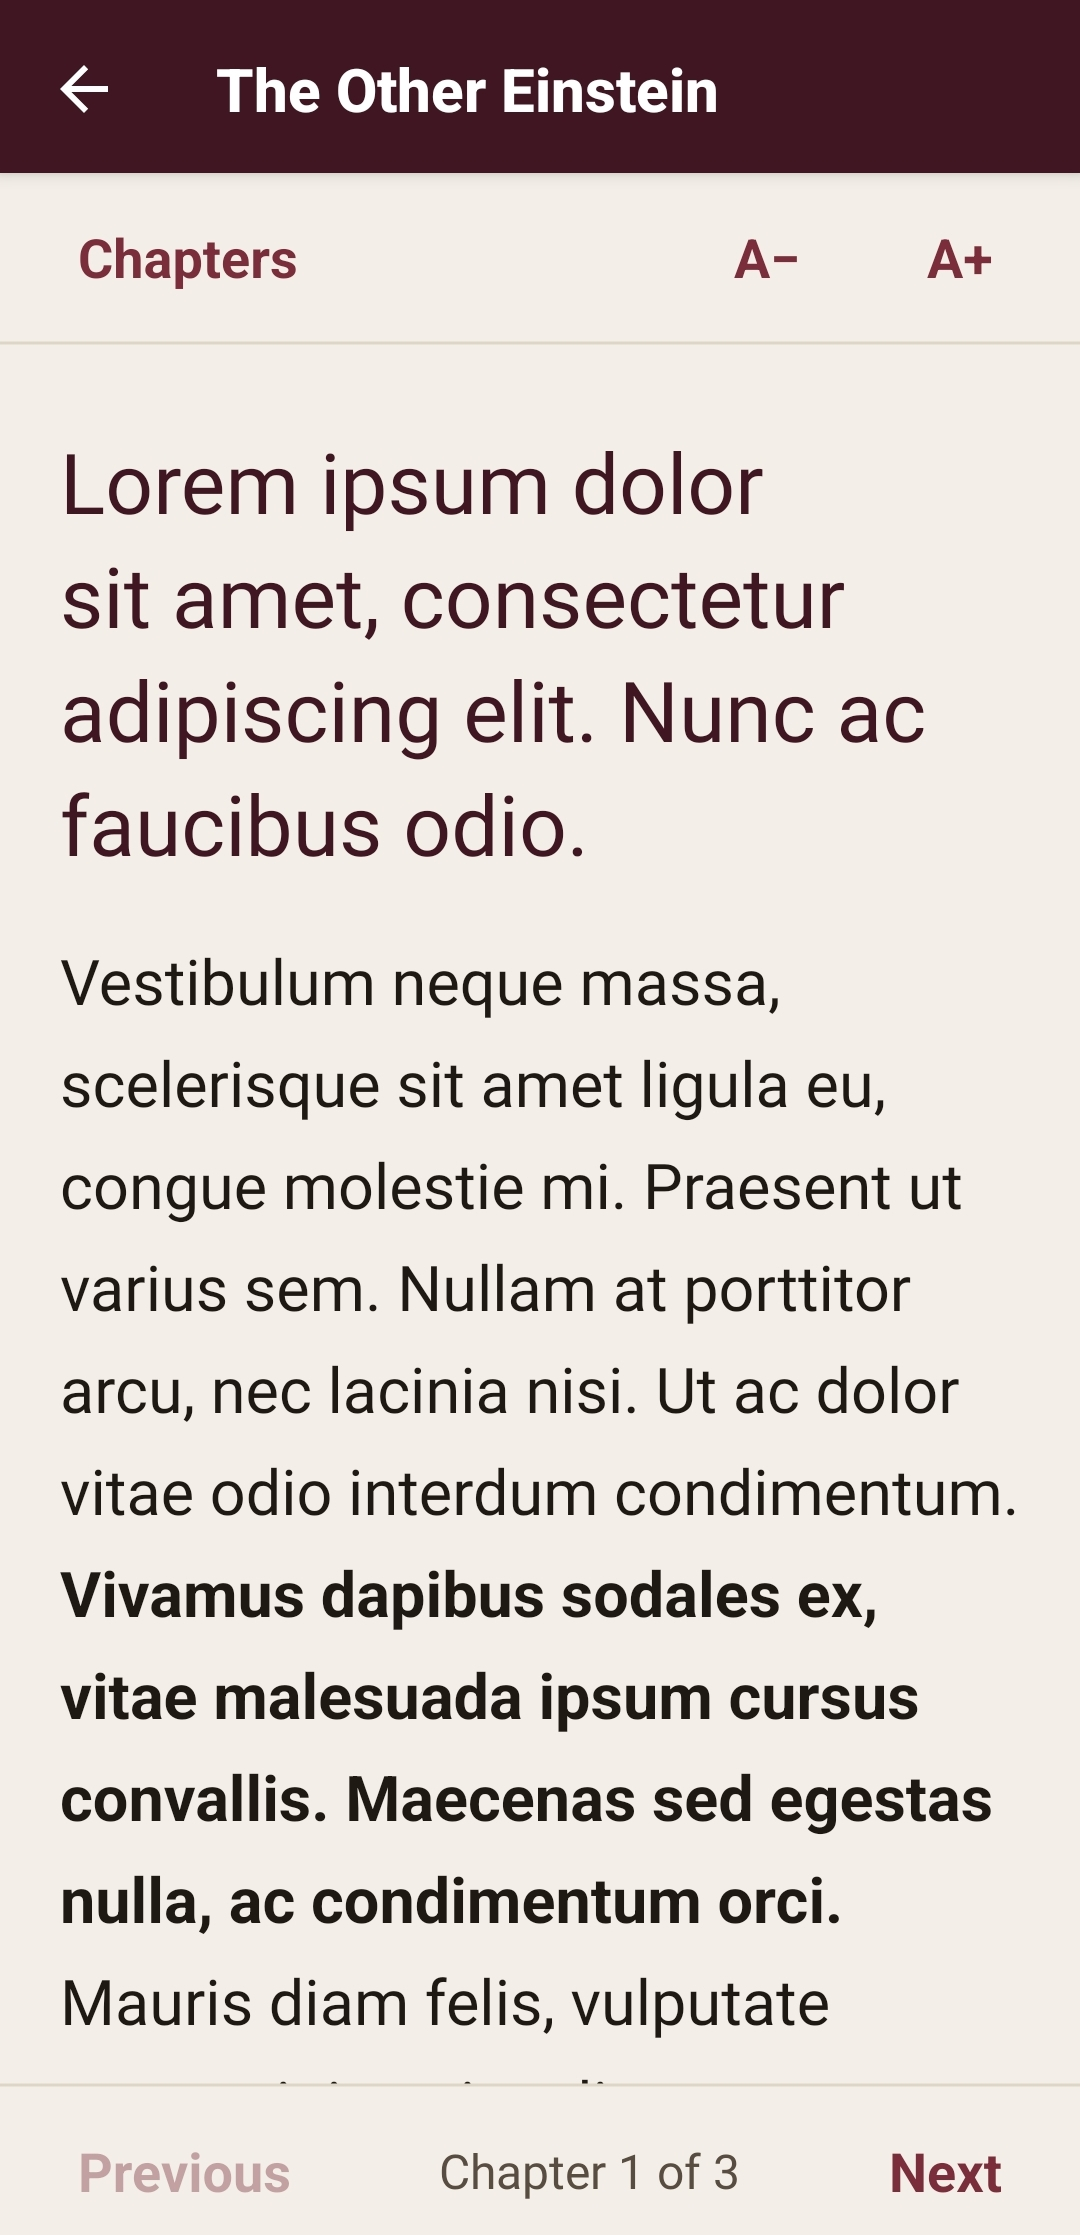 The Other Einstein
Chapters A− A+
Lorem ipsum dolor
sit amet, consectetur
adipiscing elit. Nunc ac
faucibus odio.
Vestibulum neque massa,
scelerisque sit amet ligula eu,
congue molestie mi. Praesent ut
varius sem. Nullam at porttitor
arcu, nec lacinia nisi. Ut ac dolor
vitae odio interdum condimentum.
Vivamus dapibus sodales ex,
vitae malesuada ipsum cursus
convallis. Maecenas sed egestas
nulla, ac condimentum orci.
Mauris diam felis, vulputate
Previous Chapter 1 of 3 Next